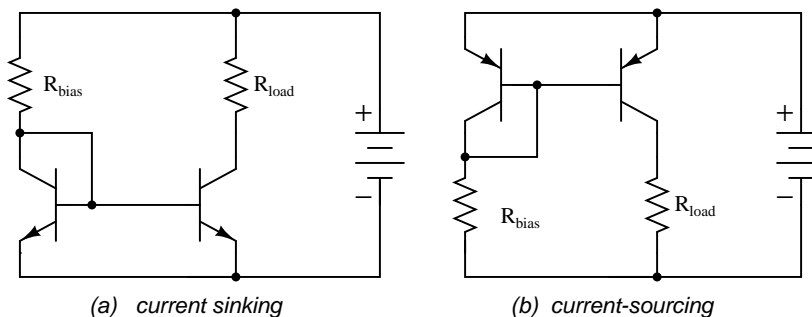 R_bias
R_load
+
−
(a) current sinking
R_bias
R_load
+
−
(b) current-sourcing